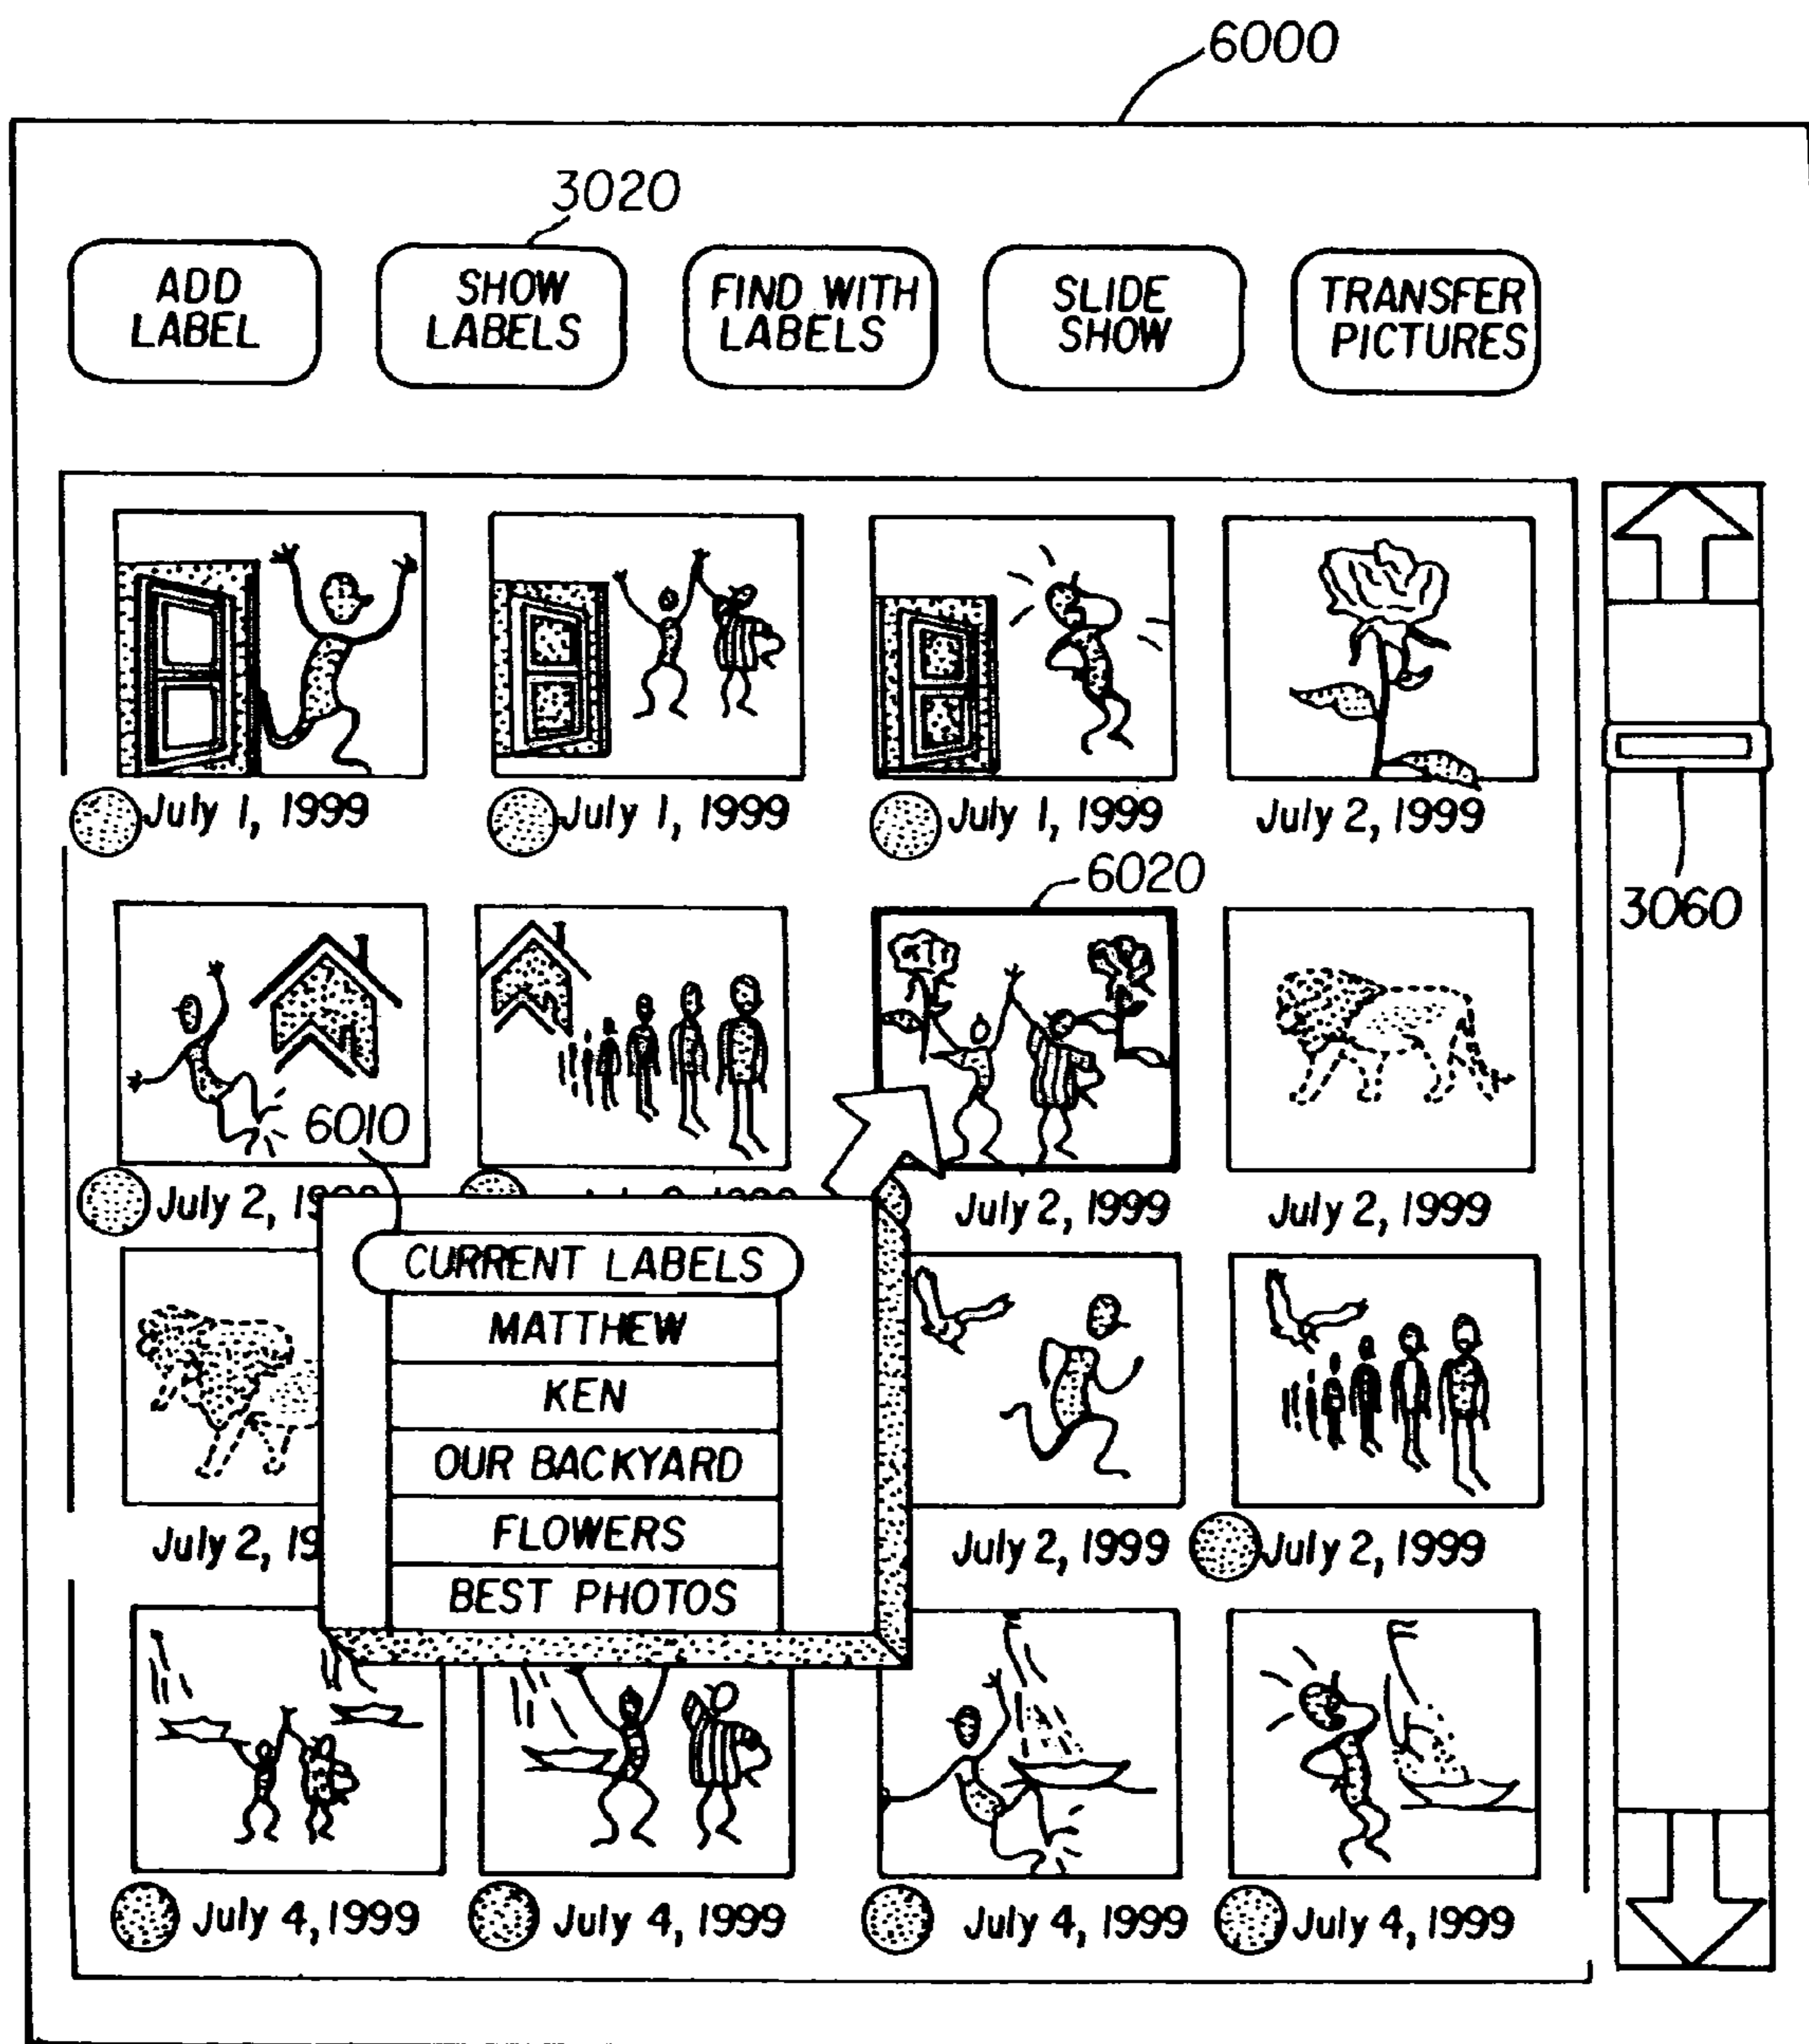 6000
3020
ADD
LABEL
SHOW
LABELS
FIND WITH
LABELS
SLIDE
SHOW
TRANSFER
PICTURES
July 1, 1999
July 1, 1999
July 1, 1999
July 2, 1999
6020
3060
6010
July 2,
July 2, 1999
July 2, 1999
CURRENT LABELS
MATTHEW
KEN
OUR BACKYARD
FLOWERS
BEST PHOTOS
July 2, 19
July 2, 1999
July 2, 1999
July 4, 1999
July 4, 1999
July 4, 1999
July 4, 1999